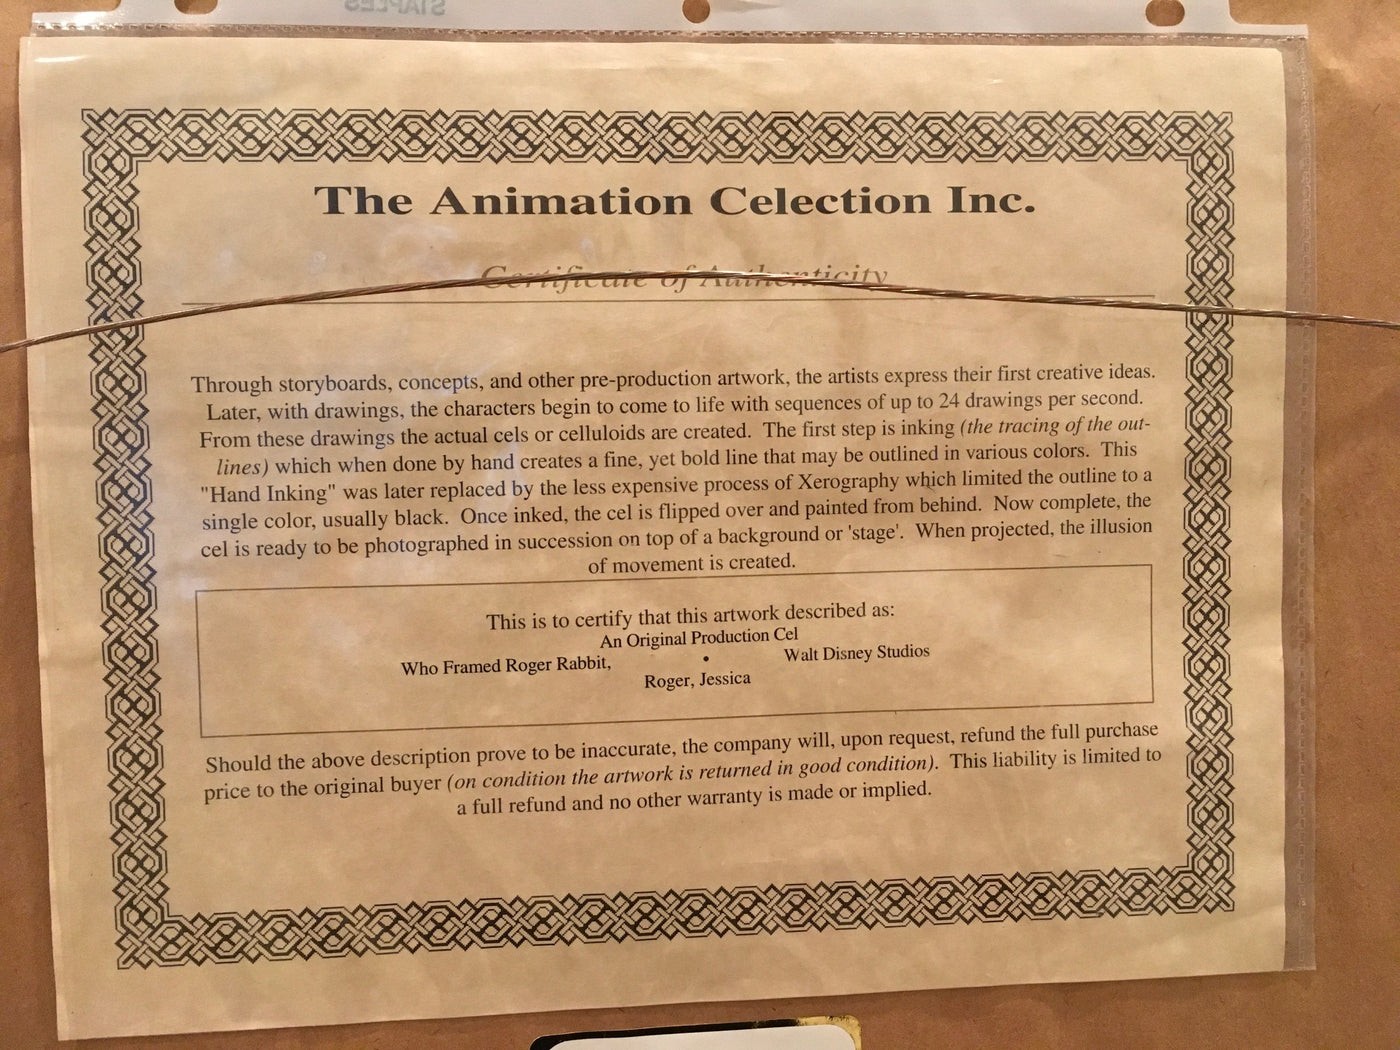 STAPLES
The Animation Celection Inc.
Certificate of Authenticity
Through storyboards, concepts, and other pre-production artwork, the artists express their first creative ideas.
Later, with drawings, the characters begin to come to life with sequences of up to 24 drawings per second.
From these drawings the actual cels or celluloids are created. The first step is inking (the tracing of the out-
lines) which when done by hand creates a fine, yet bold line that may be outlined in various colors. This
"Hand Inking" was later replaced by the less expensive process of Xerography which limited the outline to a
single color, usually black. Once inked, the cel is flipped over and painted from behind. Now complete, the
cel is ready to be photographed in succession on top of a background or 'stage'. When projected, the illusion
of movement is created.
This is to certify that this artwork described as:
An Original Production Cel
Who Framed Roger Rabbit, • Walt Disney Studios
Roger, Jessica
Should the above description prove to be inaccurate, the company will, upon request, refund the full purchase
price to the original buyer (on condition the artwork is returned in good condition). This liability is limited to
a full refund and no other warranty is made or implied.